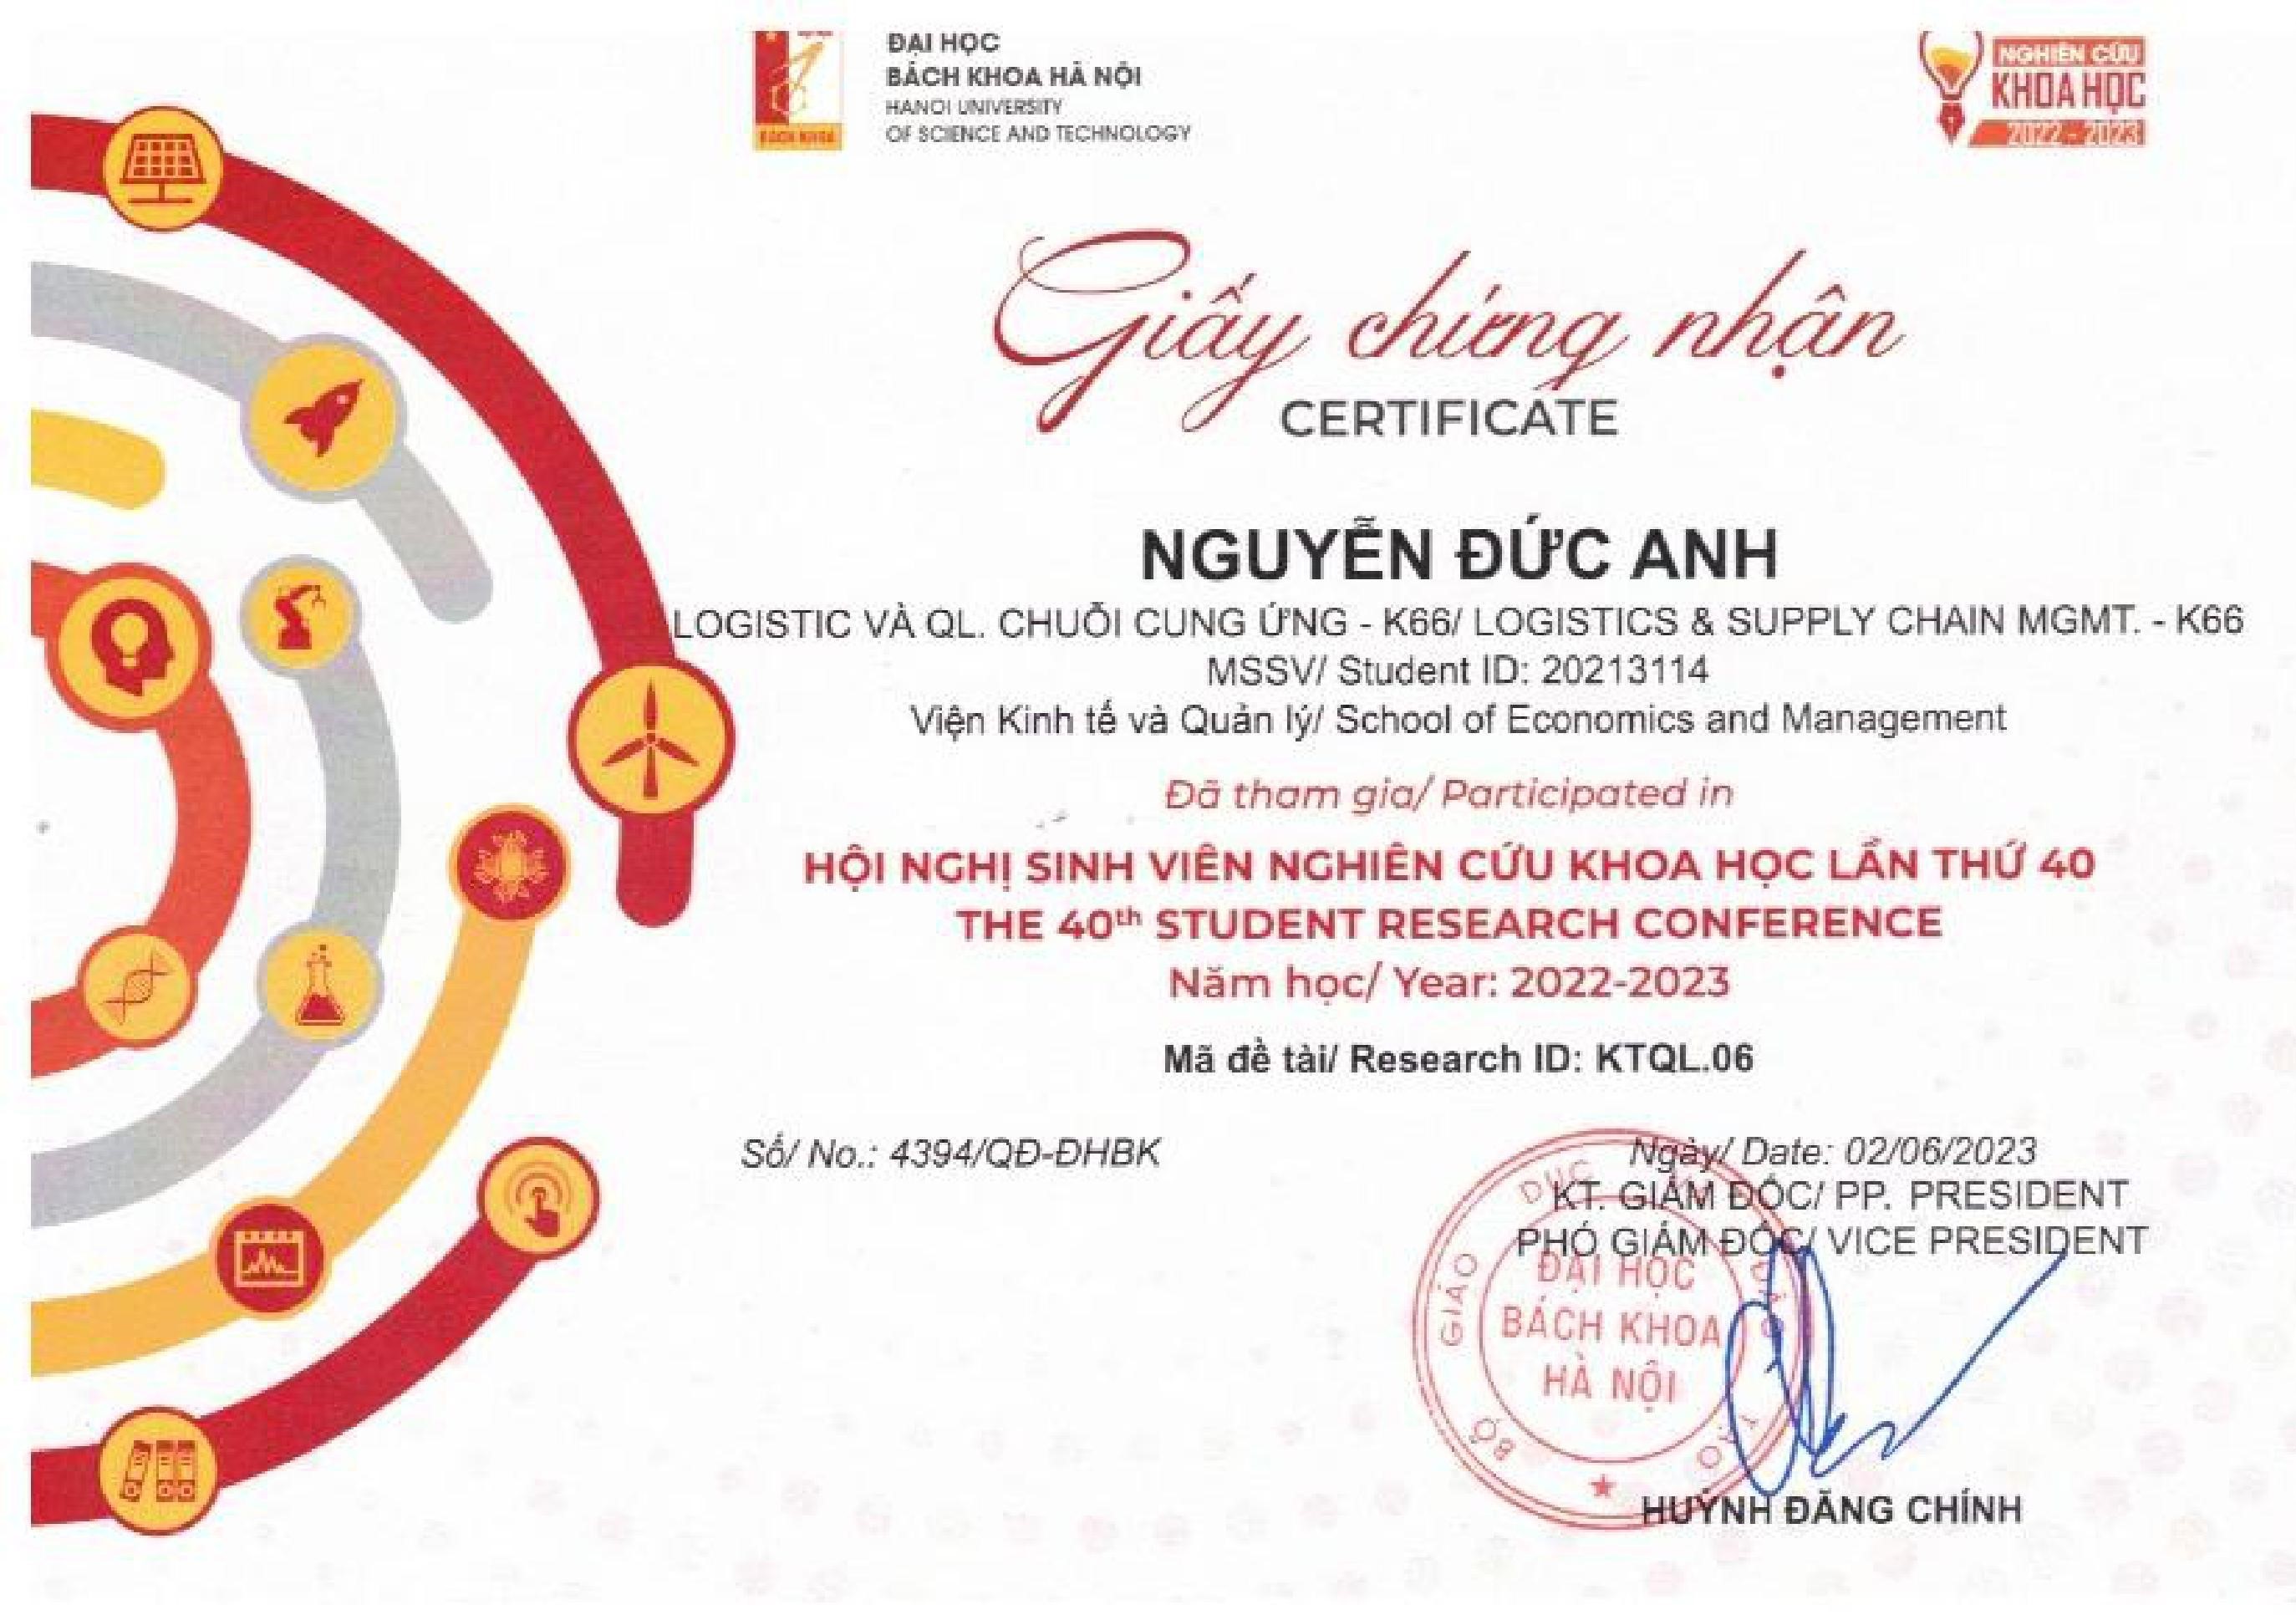 ĐẠI HỌC
BÁCH KHOA HÀ NỘI
HANOI UNIVERSITY
OF SCIENCE AND TECHNOLOGY
BÁCH KHOA
NGHIÊN CỨU
KHOA HỌC
2022 - 2023
Giấy chứng nhận
CERTIFICATE
NGUYỄN ĐỨC ANH
LOGISTIC VÀ QL. CHUỖI CUNG ỨNG - K66/ LOGISTICS & SUPPLY CHAIN MGMT. - K66
MSSV/ Student ID: 20213114
Viện Kinh tế và Quản lý/ School of Economics and Management
Đã tham gia/ Participated in
HỘI NGHỊ SINH VIÊN NGHIÊN CỨU KHOA HỌC LẦN THỨ 40
THE 40th STUDENT RESEARCH CONFERENCE
Năm học/ Year: 2022-2023
Mã đề tài/ Research ID: KTQL.06
Số/ No.: 4394/QĐ-ĐHBK
Ngày/ Date: 02/06/2023
KT. GIÁM ĐỐC/ PP. PRESIDENT
PHÓ GIÁM ĐỐC/ VICE PRESIDENT
BỘ GIÁO DỤC VÀ ĐÀO TẠO
ĐẠI HỌC
BÁCH KHOA
HÀ NỘI
HUỲNH ĐĂNG CHÍNH